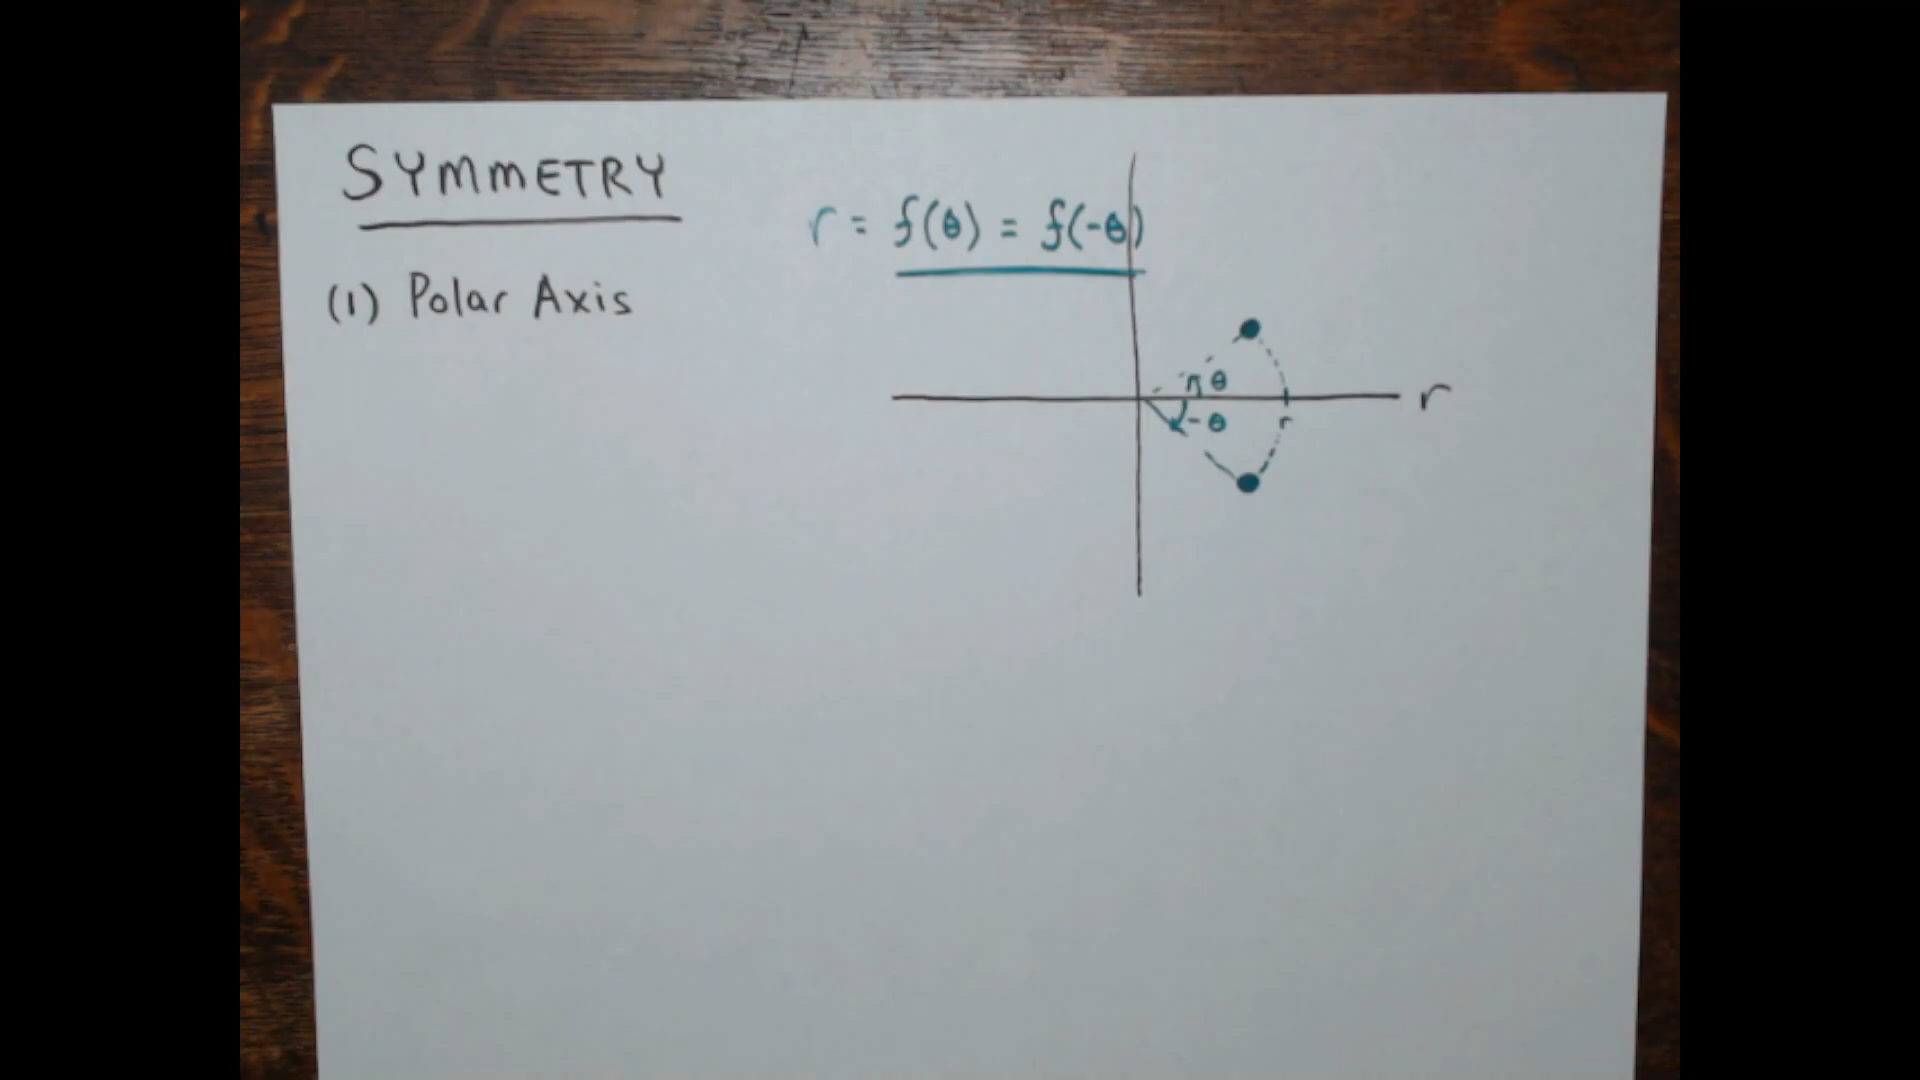 SYMMETRY
r = f(θ) = f(-θ)
(1) Polar Axis
θ
r
-θ
r